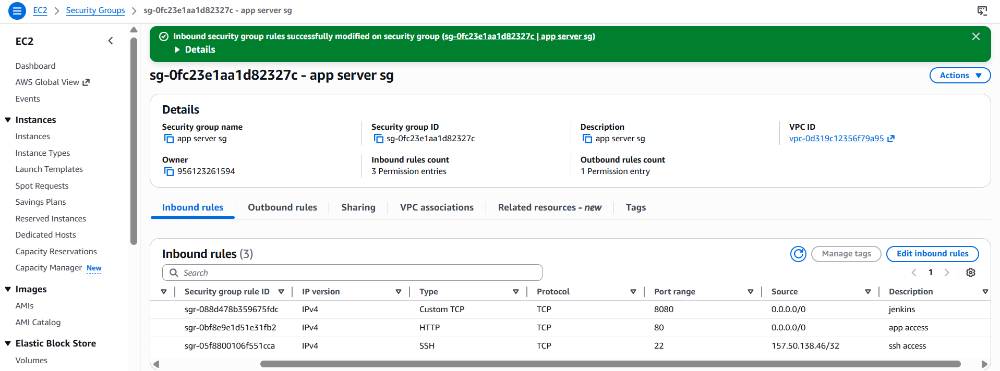 EC2 > Security Groups > sg-0fc23e1aa1d82327c - app server sg
EC2
Dashboard
AWS Global View
Events
Instances
Instances
Instance Types
Launch Templates
Spot Requests
Savings Plans
Reserved Instances
Dedicated Hosts
Capacity Reservations
Capacity Manager New
Images
AMIs
AMI Catalog
Elastic Block Store
Volumes
Inbound security group rules successfully modified on security group (sg-0fc23e1aa1d82327c | app server sg)
Details
sg-0fc23e1aa1d82327c - app server sg
Actions
Details
Security group name
app server sg
Security group ID
sg-0fc23e1aa1d82327c
Description
app server sg
VPC ID
vpc-0d319c12356f79a95
Owner
956123261594
Inbound rules count
3 Permission entries
Outbound rules count
1 Permission entry
Inbound rules Outbound rules Sharing VPC associations Related resources - new Tags
Inbound rules (3)
Manage tags
Edit inbound rules
Search
1
Security group rule ID IP version Type Protocol Port range Source Description
sgr-088d478b359675fdc IPv4 Custom TCP TCP 8080 0.0.0.0/0 jenkins
sgr-0bf8e9e1d51e31fb2 IPv4 HTTP TCP 80 0.0.0.0/0 app access
sgr-05f8800106f551cca IPv4 SSH TCP 22 157.50.138.46/32 ssh access